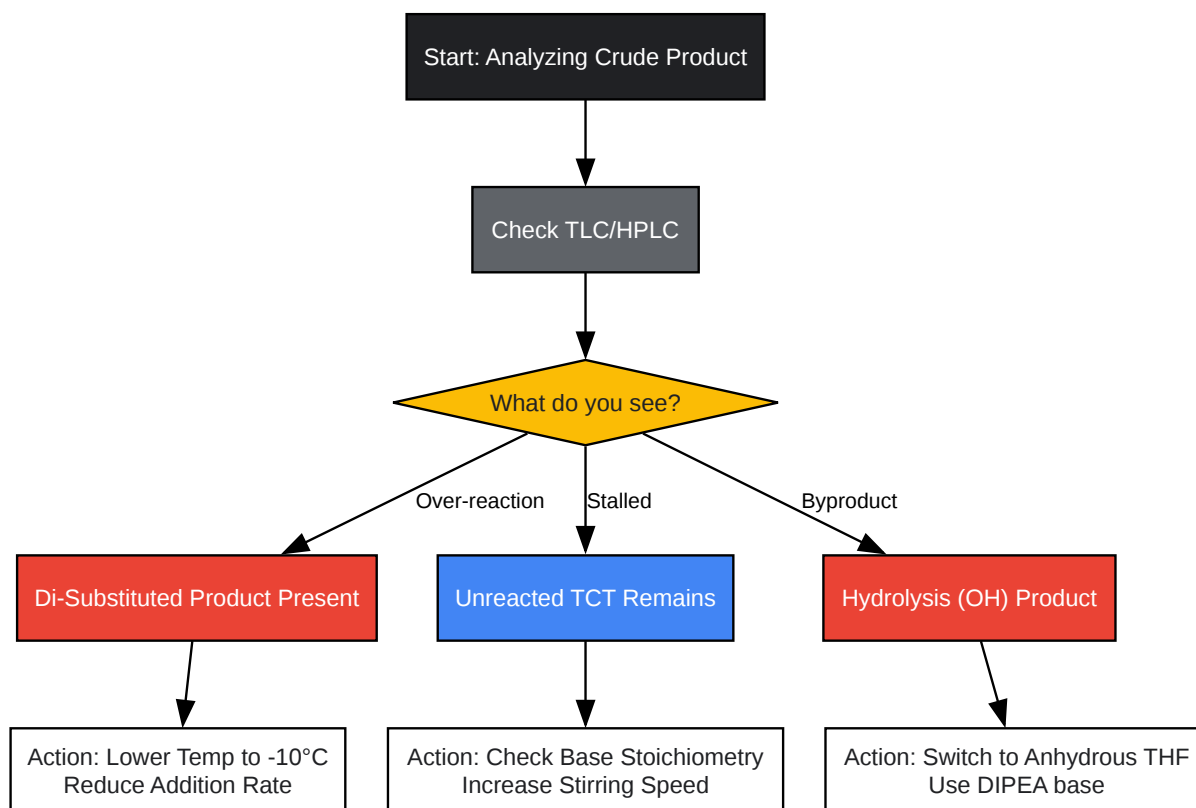 Start: Analyzing Crude Product
Check TLC/HPLC
What do you see?
Over-reaction
Stalled
Byproduct
Di-Substituted Product Present
Unreacted TCT Remains
Hydrolysis (OH) Product
Action: Lower Temp to -10°C
Reduce Addition Rate
Action: Check Base Stoichiometry
Increase Stirring Speed
Action: Switch to Anhydrous THF
Use DIPEA base